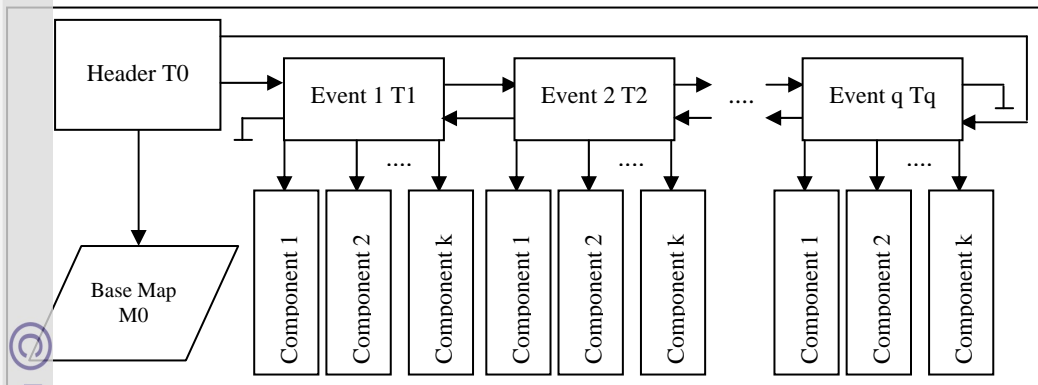 Header T0
Event 1 T1
Event 2 T2
....
Event q Tq
....
....
....
Component 1
Component 2
Component k
Component 1
Component 2
Component k
Component 1
Component 2
Component k
Base Map
M0
©